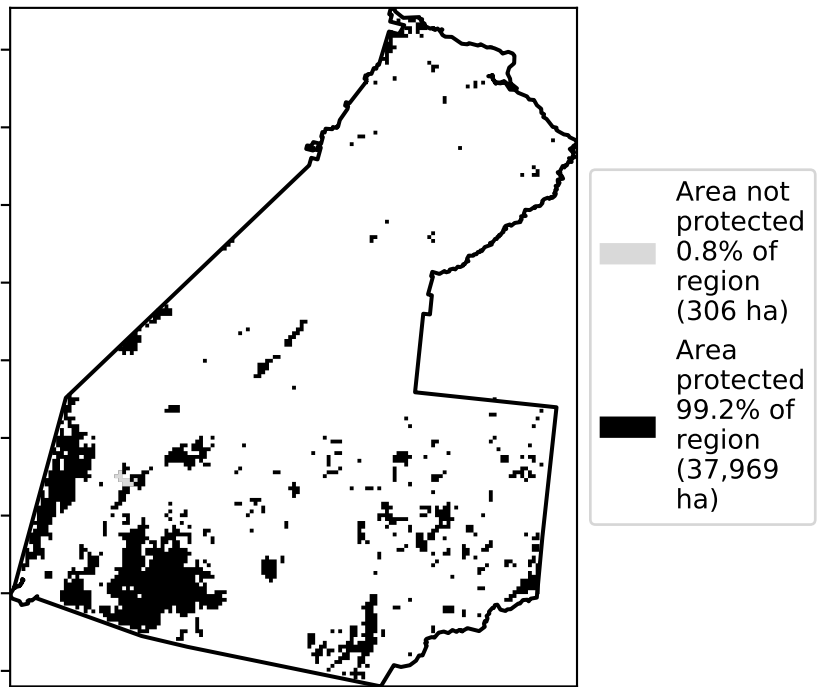 Area not
protected
0.8% of
region
(306 ha)
Area
protected
99.2% of
region
(37,969
ha)